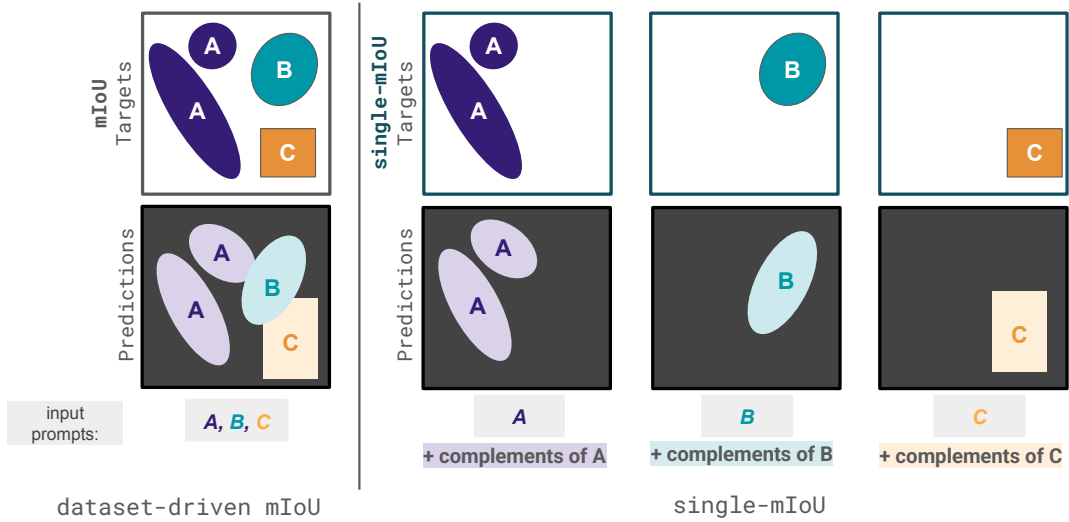 mIoU
Targets
A
A
B
C
single-mIoU
Targets
A
A
B
C
Predictions
A
A
B
C
Predictions
A
A
B
C
input
prompts:
A, B, C
A
B
C
+ complements of A
+ complements of B
+ complements of C
dataset-driven mIoU
single-mIoU